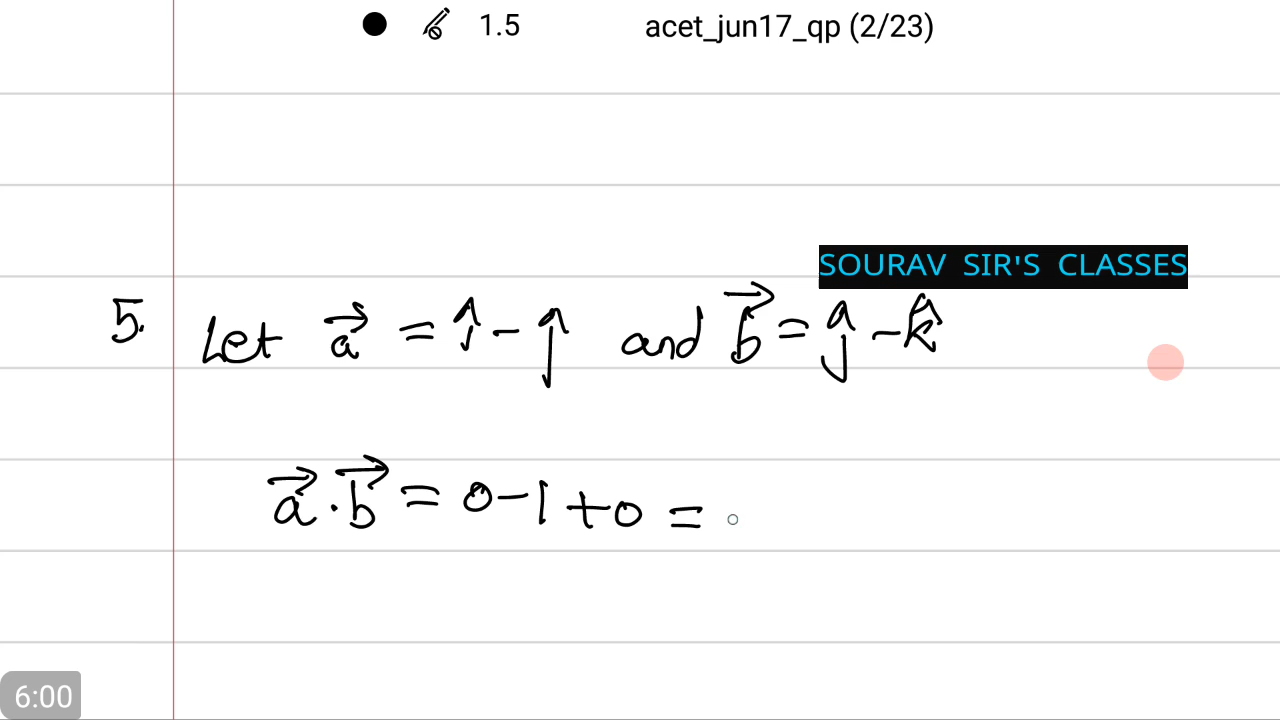 1.5 acet_jun17_qp (2/23)
SOURAV SIR'S CLASSES
5. Let a⃗ = î - ĵ and b⃗ = ĵ - k̂
a⃗ . b⃗ = 0 - 1 + 0 =
6:00